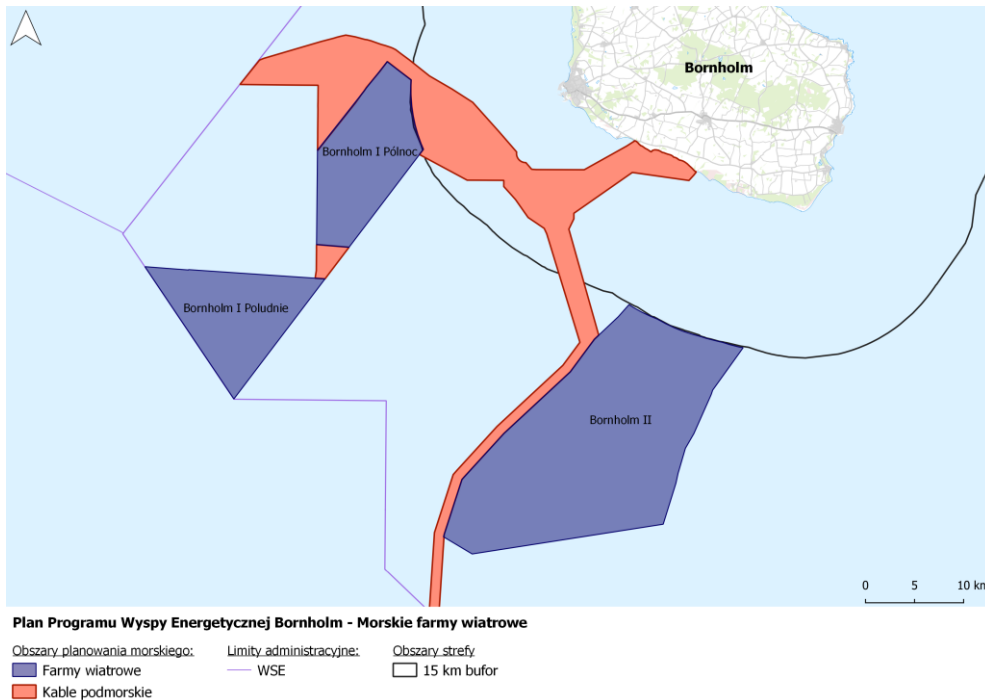 Bornholm
Bornholm I Pólnoc
Bornholm I Poludnie
Bornholm II
0 5 10 km
Plan Programu Wyspy Energetycznej Bornholm - Morskie farmy wiatrowe
Obszary planowania morskiego: Limity administracyjne: Obszary strefy
Farmy wiatrowe WSE 15 km bufor
Kable podmorskie